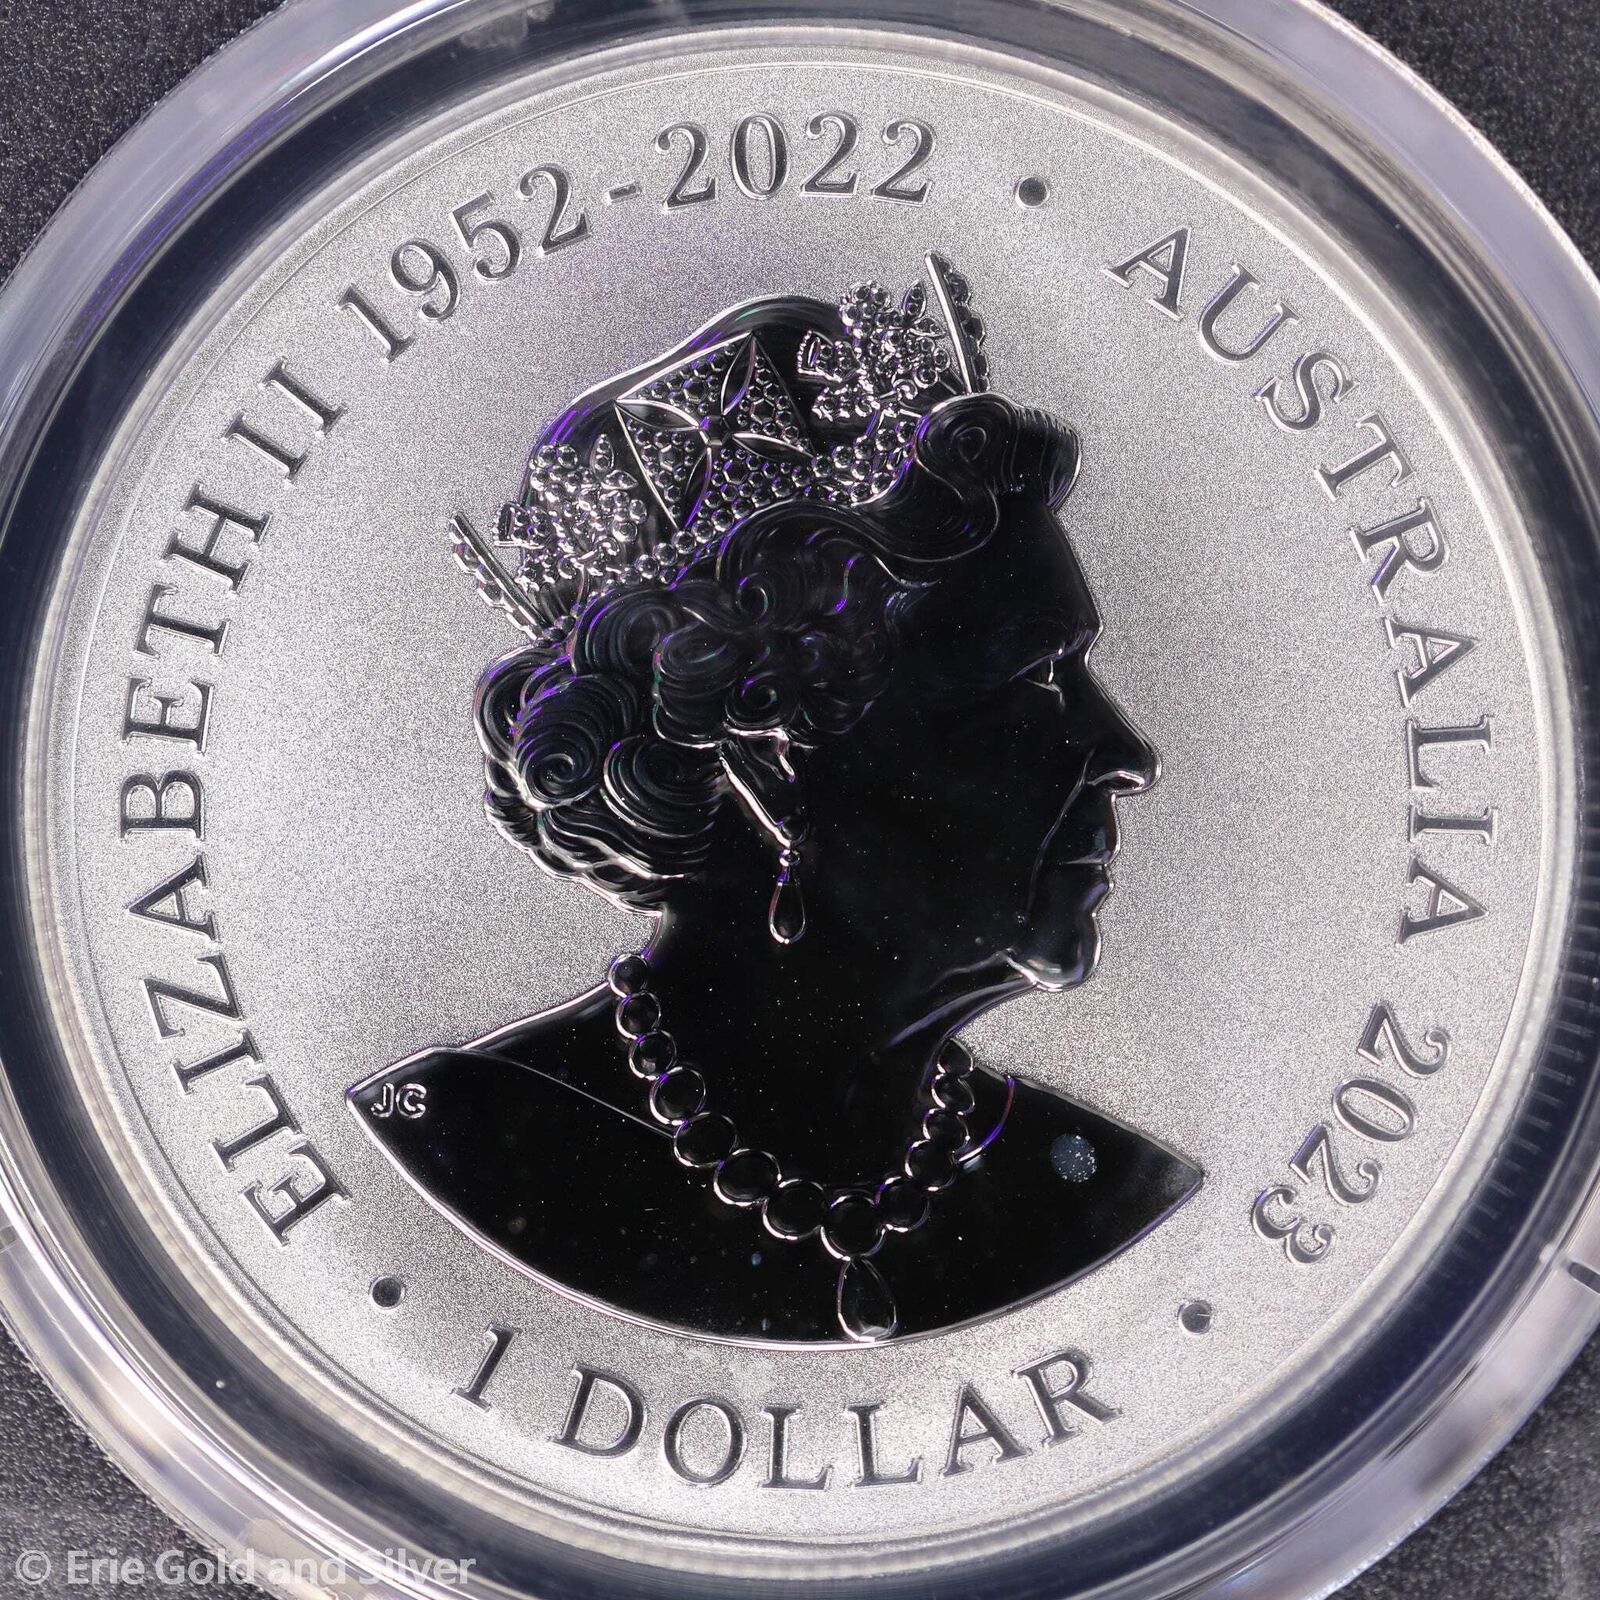 ELIZABETH II 1952-2022 • AUSTRALIA 2023 •
1 DOLLAR •
JC
© Erie Gold and Silver